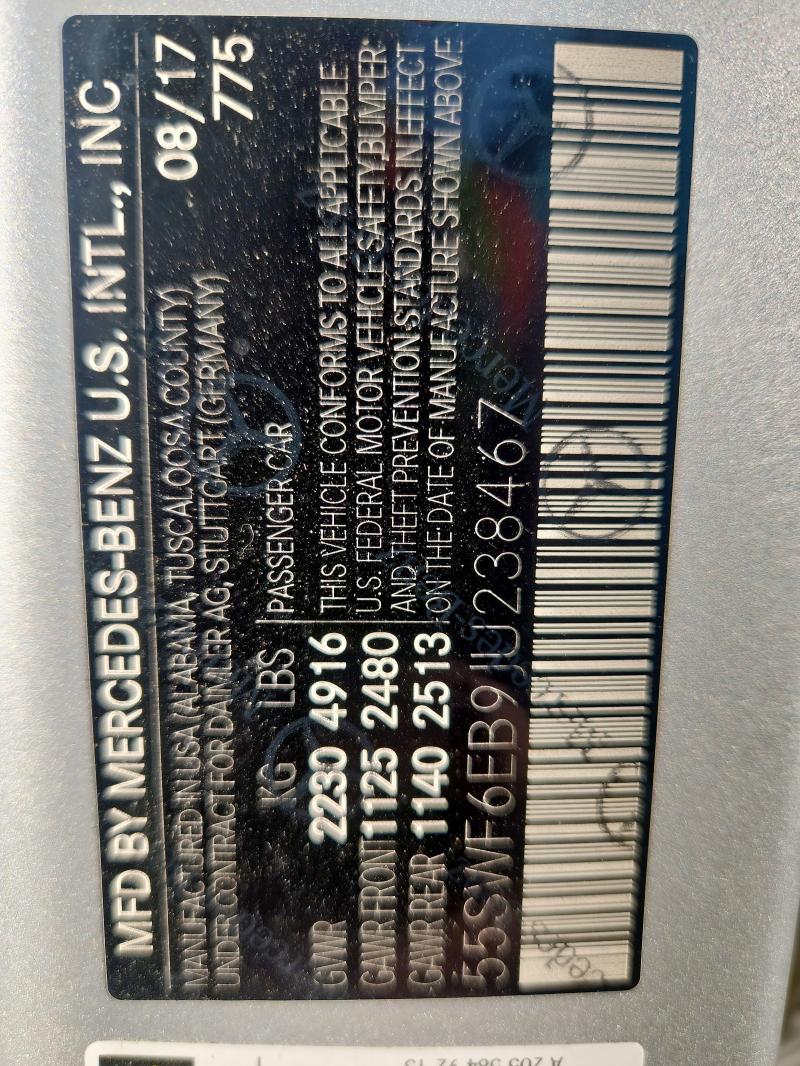 MFD BY MERCEDES-BENZ U.S. INTL., INC
MANUFACTURED IN USA (ALABAMA, TUSCALOOSA COUNTY) 08/17
UNDER CONTRACT FOR DAIMLER AG, STUTTGART (GERMANY) 775
KG LBS PASSENGER CAR
GWR 2230 4916 THIS VEHICLE CONFORMS TO ALL APPLICABLE
GAWR FRONT 1125 2480 U.S. FEDERAL MOTOR VEHICLE SAFETY, BUMPER,
GAWR REAR 1140 2513 AND THEFT PREVENTION STANDARDS IN EFFECT
ON THE DATE OF MANUFACTURE SHOWN ABOVE
55SWF6EB9JU238467